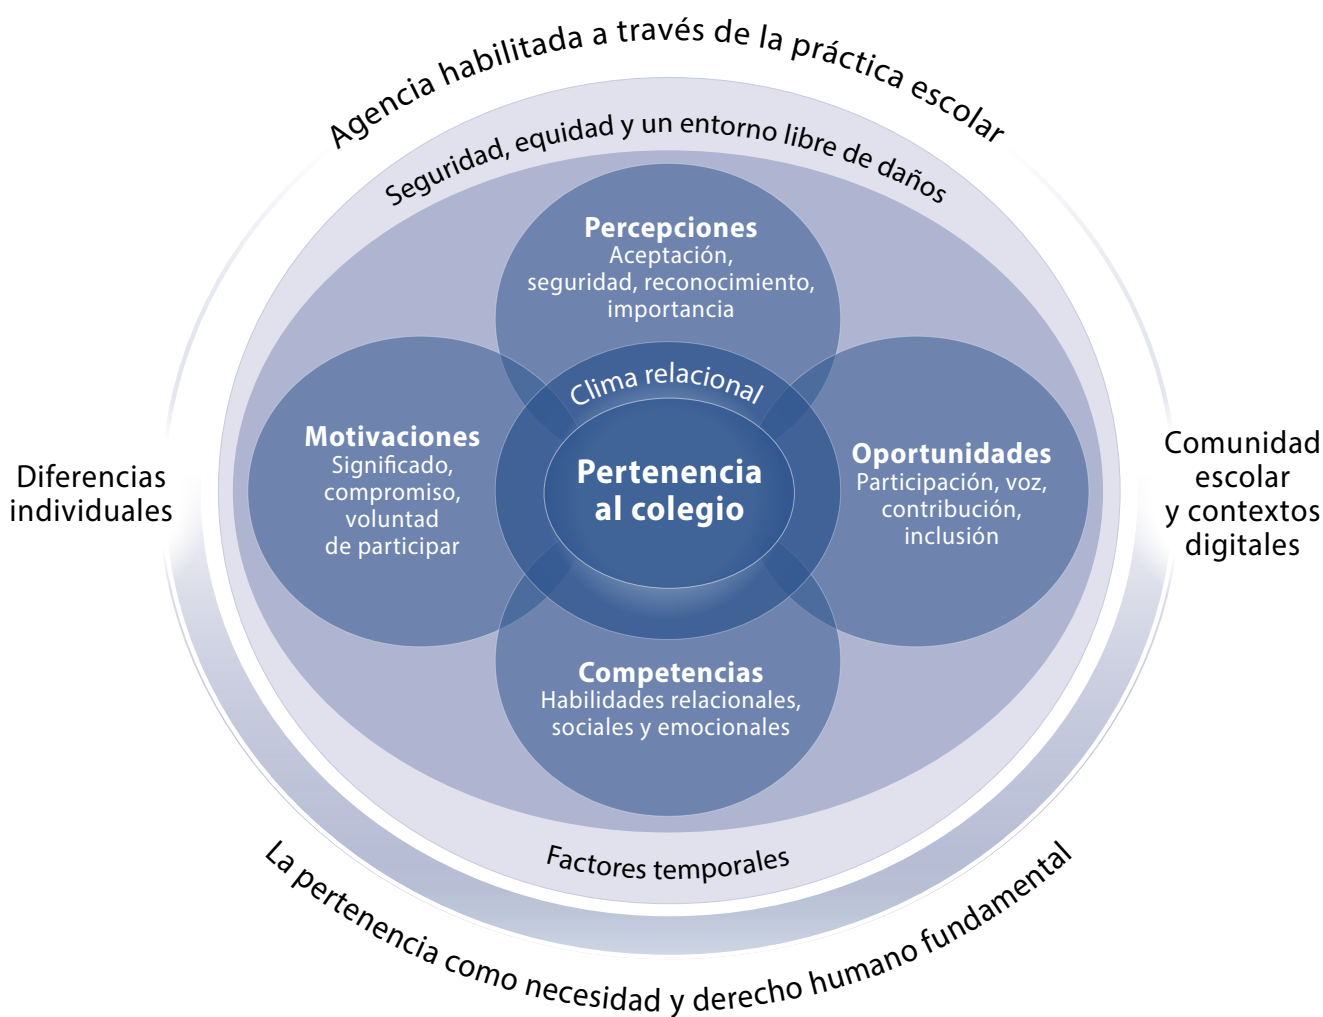 Agencia habilitada a través de la práctica escolar
Seguridad, equidad y un entorno libre de daños
Percepciones
Aceptación,
seguridad, reconocimiento,
importancia
Clima relacional
Motivaciones
Significado,
compromiso,
voluntad
de participar
Pertenencia
al colegio
Oportunidades
Participación, voz,
contribución,
inclusión
Diferencias
individuales
Comunidad
escolar
y contextos
digitales
Competencias
Habilidades relacionales,
sociales y emocionales
Factores temporales
La pertenencia como necesidad y derecho humano fundamental